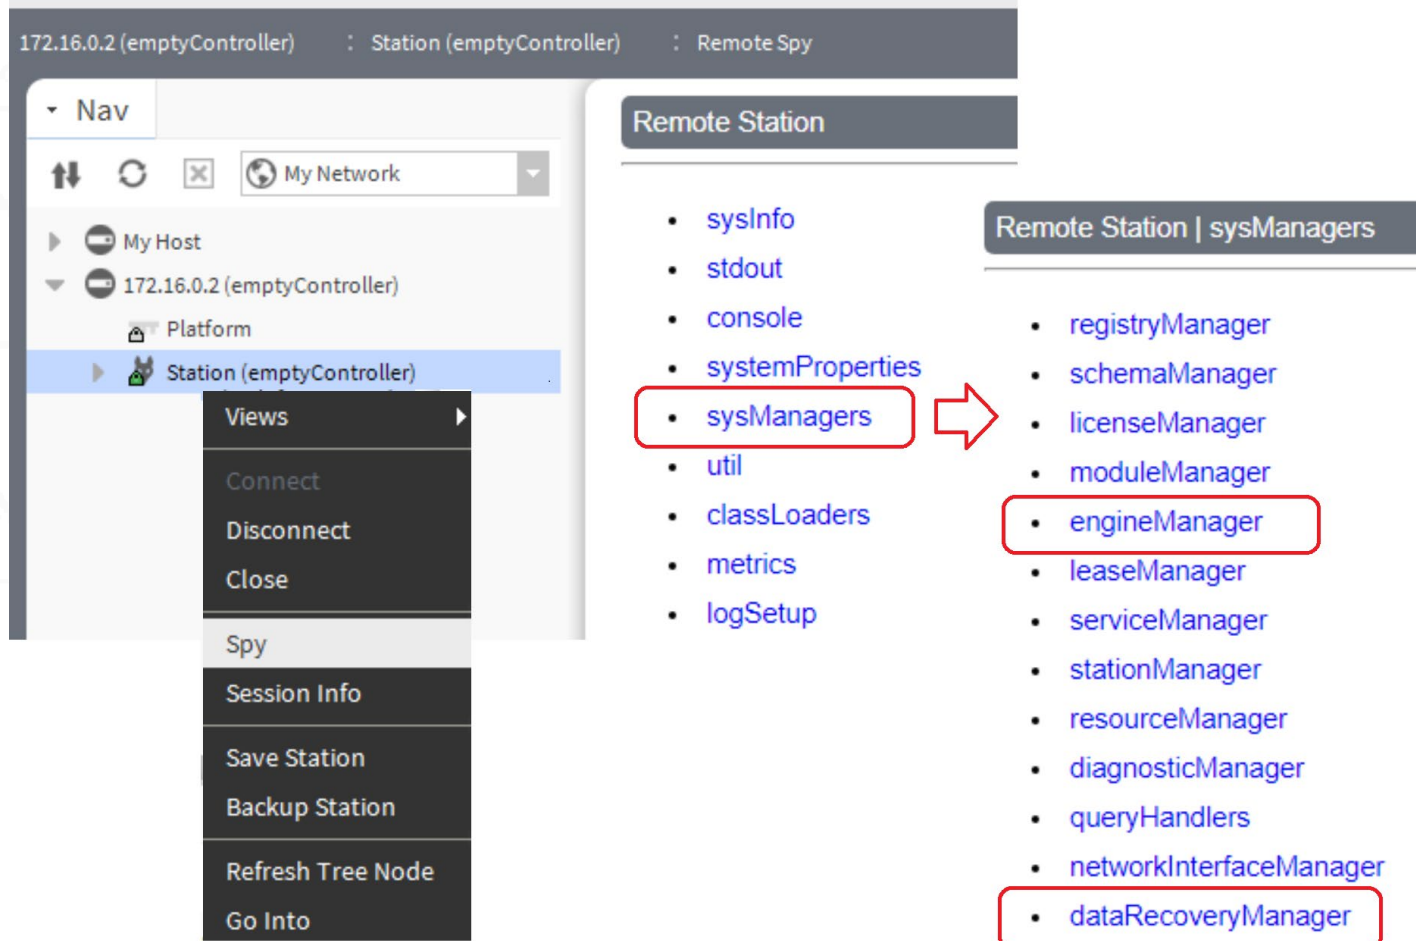 172.16.0.2 (emptyController) : Station (emptyController) : Remote Spy
Nav
My Network
My Host
172.16.0.2 (emptyController)
Platform
Station (emptyController)
Views
Connect
Disconnect
Close
Spy
Session Info
Save Station
Backup Station
Refresh Tree Node
Go Into
Remote Station
• sysInfo
• stdout
• console
• systemProperties
• sysManagers
• util
• classLoaders
• metrics
• logSetup
Remote Station | sysManagers
• registryManager
• schemaManager
• licenseManager
• moduleManager
• engineManager
• leaseManager
• serviceManager
• stationManager
• resourceManager
• diagnosticManager
• queryHandlers
• networkInterfaceManager
• dataRecoveryManager